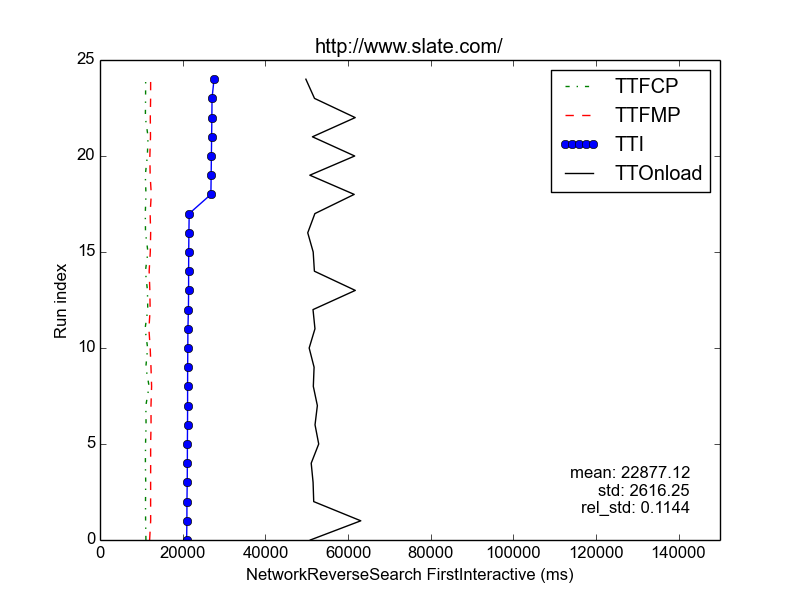 http://www.slate.com/
25
20
15
10
5
0
Run index
TTFCP
TTFMP
TTI
TTOnload
mean: 22877.12
std: 2616.25
rel_std: 0.1144
0 20000 40000 60000 80000 100000 120000 140000
NetworkReverseSearch FirstInteractive (ms)